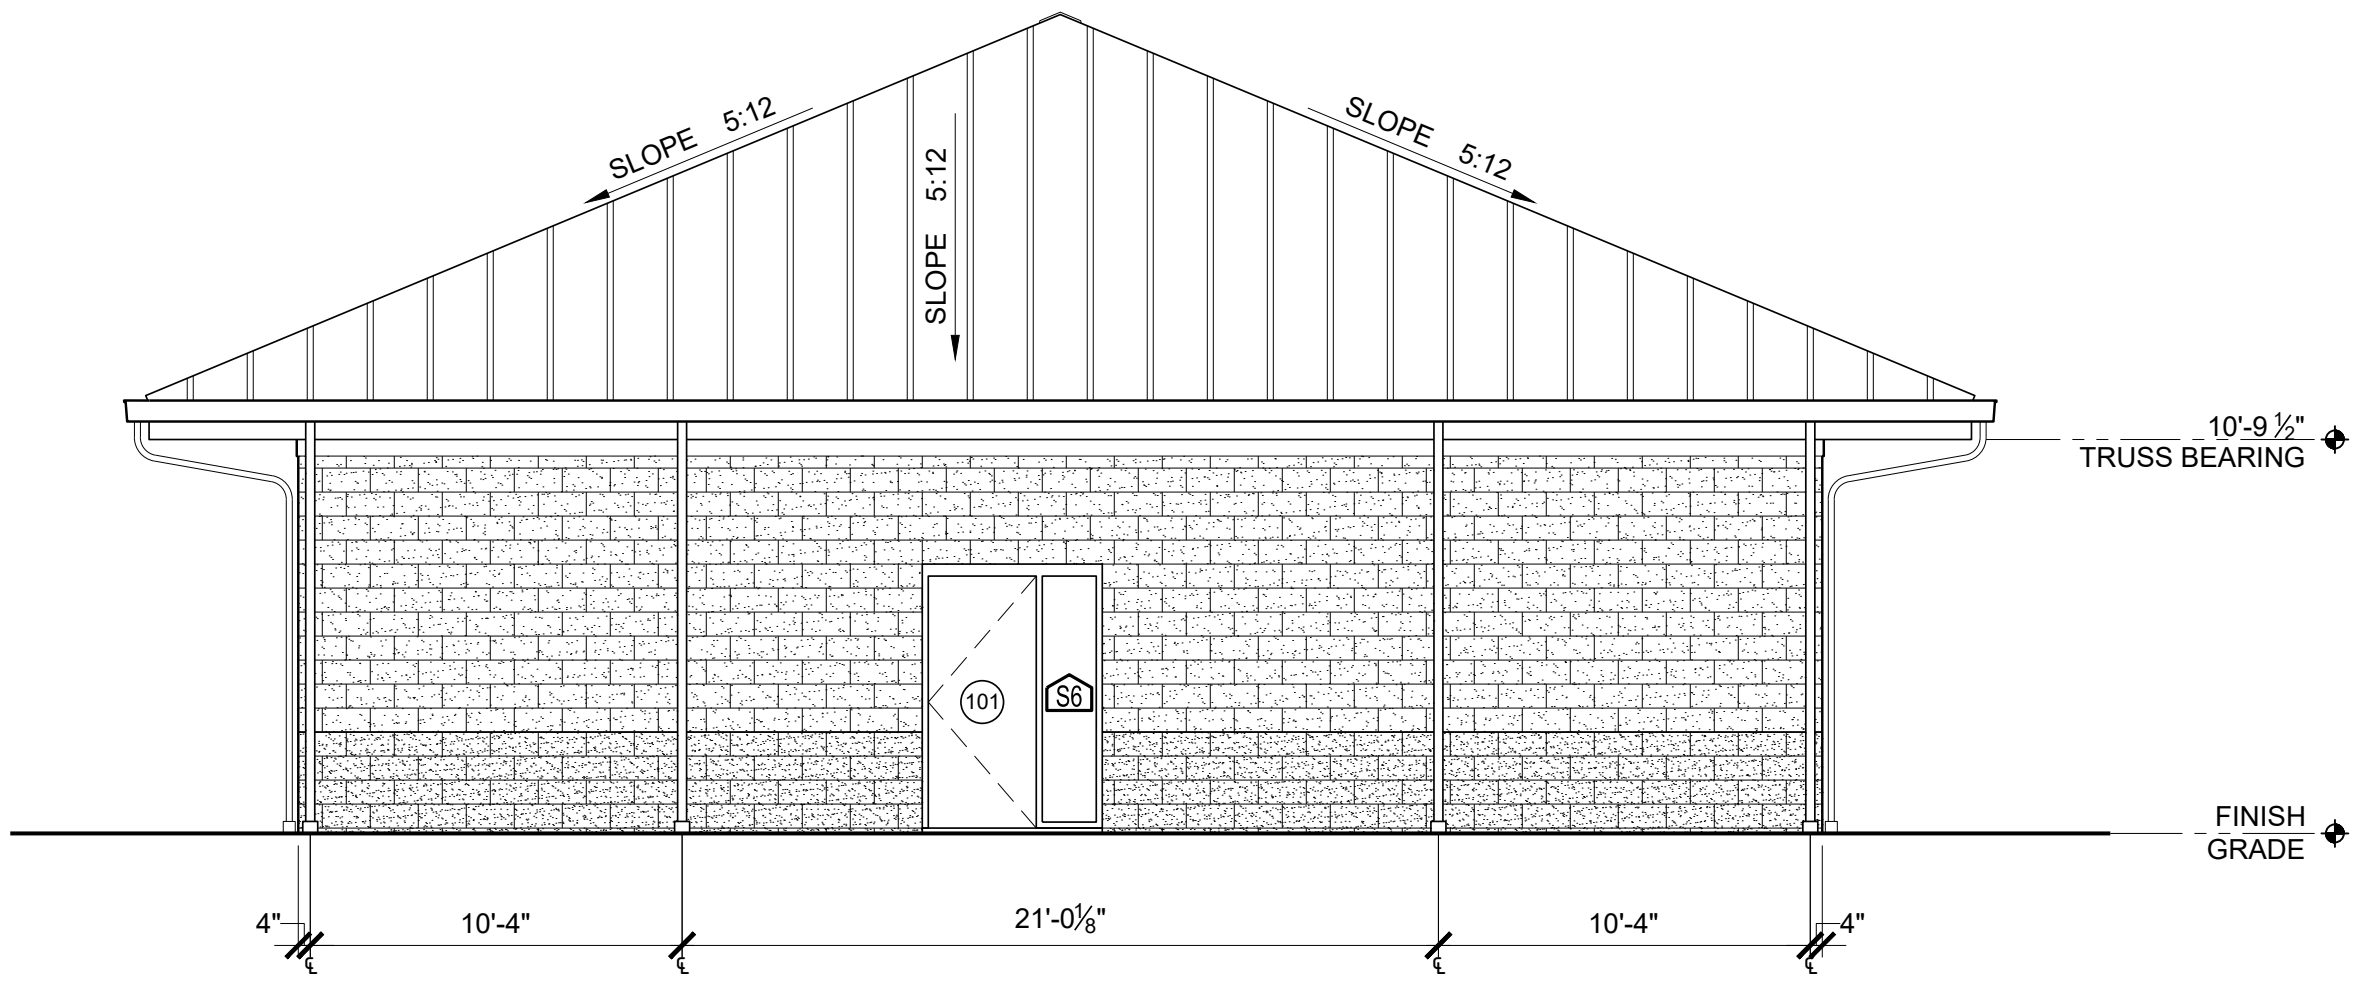 SLOPE 5:12
SLOPE 5:12
SLOPE 5:12
10'-9 ½"
TRUSS BEARING
101
S6
FINISH
GRADE
4"
10'-4"
21'-0⅛"
10'-4"
4"
℄
℄
℄
℄